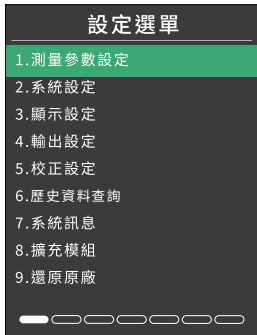 設定選單
1.測量參數設定
2.系統設定
3.顯示設定
4.輸出設定
5.校正設定
6.歷史資料查詢
7.系統訊息
8.擴充模組
9.還原原廠